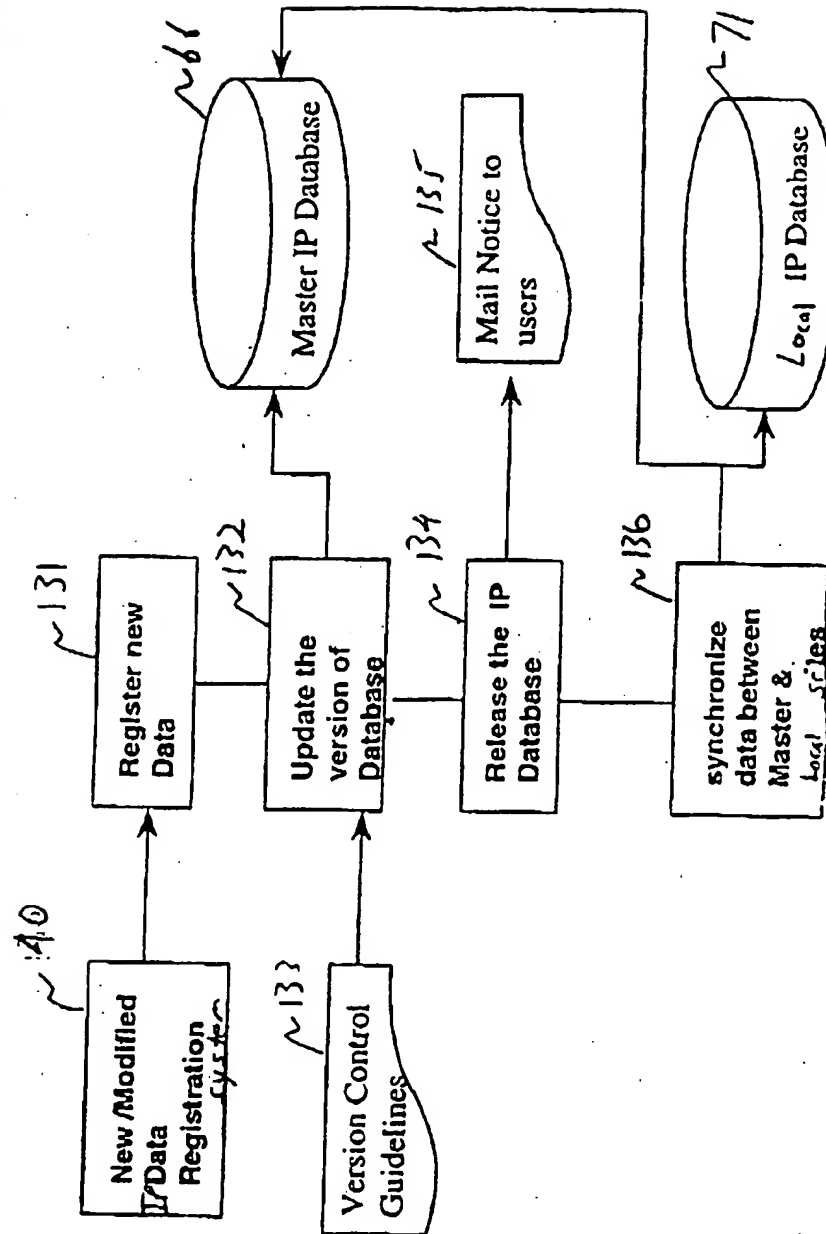 New/Modified
IP Data
Registration
system
~131
Register new
Data
~66
Master IP Database
~133
Version Control
Guidelines
~132
Update the
version of
Database
~134
Release the IP
Database
~135
Mail Notice to
users
~136
synchronize
data between
Master &
Local sites
~71
Local IP Database